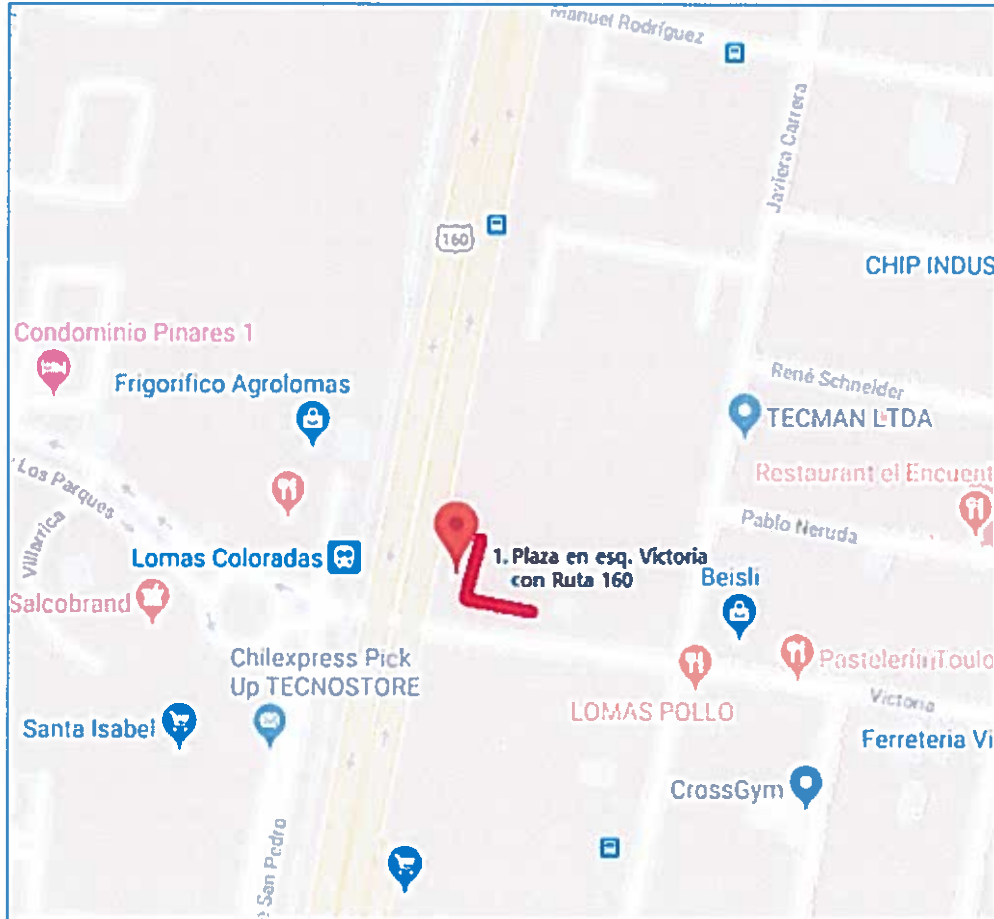 Manuel Rodríguez
Javiera Carrera
160
CHIP INDUS
Condominio Pinares 1
Frigorifico Agrolomas
René Schneider
TECMAN LTDA
Los Parques
Restaurant el Encuent
Villarrica
Pablo Neruda
Lomas Coloradas
1. Plaza en esq. Victoria
con Ruta 160
Beisli
Salcobrand
Chilexpress Pick
Up TECNOSTORE
Pastelería Toulo
LOMAS POLLO
Victoria
Santa Isabel
Ferreteria Vi
CrossGym
San Pedro